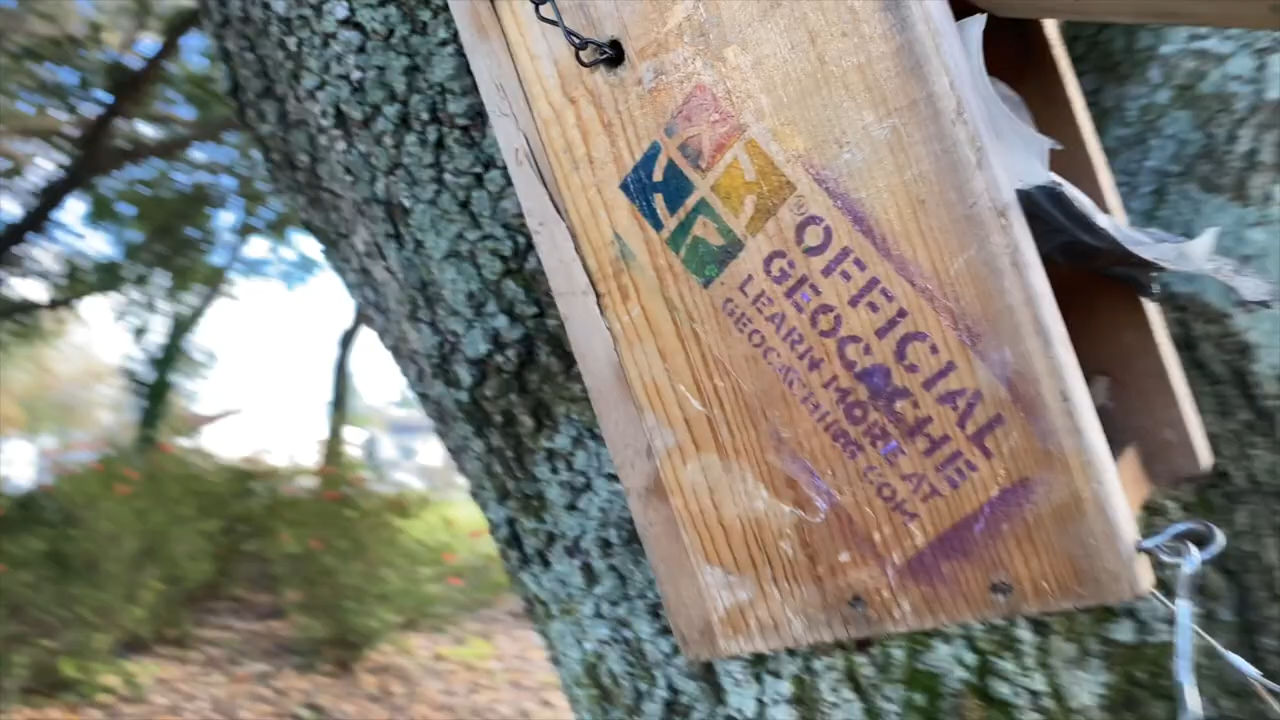 ®
OFFICIAL
GEOCACHE
LEARN MORE AT
GEOCACHING.COM